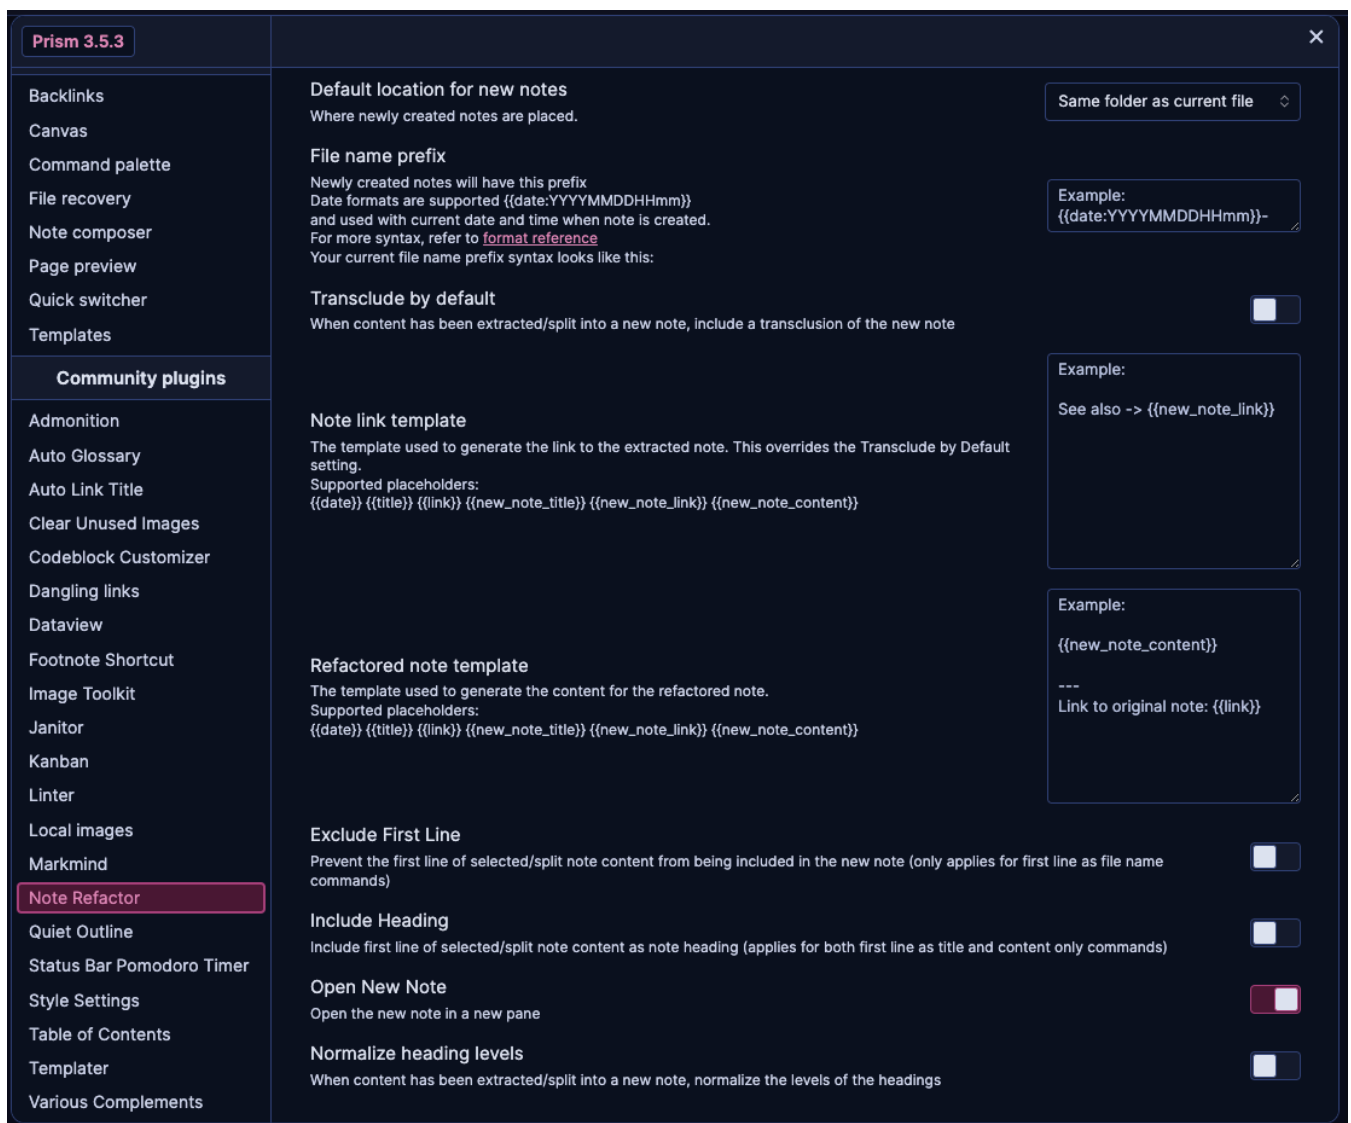 Prism 3.5.3
Backlinks
Canvas
Command palette
File recovery
Note composer
Page preview
Quick switcher
Templates
Community plugins
Admonition
Auto Glossary
Auto Link Title
Clear Unused Images
Codeblock Customizer
Dangling links
Dataview
Footnote Shortcut
Image Toolkit
Janitor
Kanban
Linter
Local images
Markmind
Note Refactor
Quiet Outline
Status Bar Pomodoro Timer
Style Settings
Table of Contents
Templater
Various Complements
Default location for new notes
Where newly created notes are placed.
Same folder as current file
File name prefix
Newly created notes will have this prefix
Date formats are supported {{date:YYYYMMDDHHmm}}
and used with current date and time when note is created.
For more syntax, refer to format reference
Your current file name prefix syntax looks like this:
Example:
{{date:YYYYMMDDHHmm}}-
Transclude by default
When content has been extracted/split into a new note, include a transclusion of the new note
Note link template
The template used to generate the link to the extracted note. This overrides the Transclude by Default
setting.
Supported placeholders:
{{date}} {{title}} {{link}} {{new_note_title}} {{new_note_link}} {{new_note_content}}
Example:
See also -> {{new_note_link}}
Refactored note template
The template used to generate the content for the refactored note.
Supported placeholders:
{{date}} {{title}} {{link}} {{new_note_title}} {{new_note_link}} {{new_note_content}}
Example:
{{new_note_content}}
---
Link to original note: {{link}}
Exclude First Line
Prevent the first line of selected/split note content from being included in the new note (only applies for first line as file name
commands)
Include Heading
Include first line of selected/split note content as note heading (applies for both first line as title and content only commands)
Open New Note
Open the new note in a new pane
Normalize heading levels
When content has been extracted/split into a new note, normalize the levels of the headings